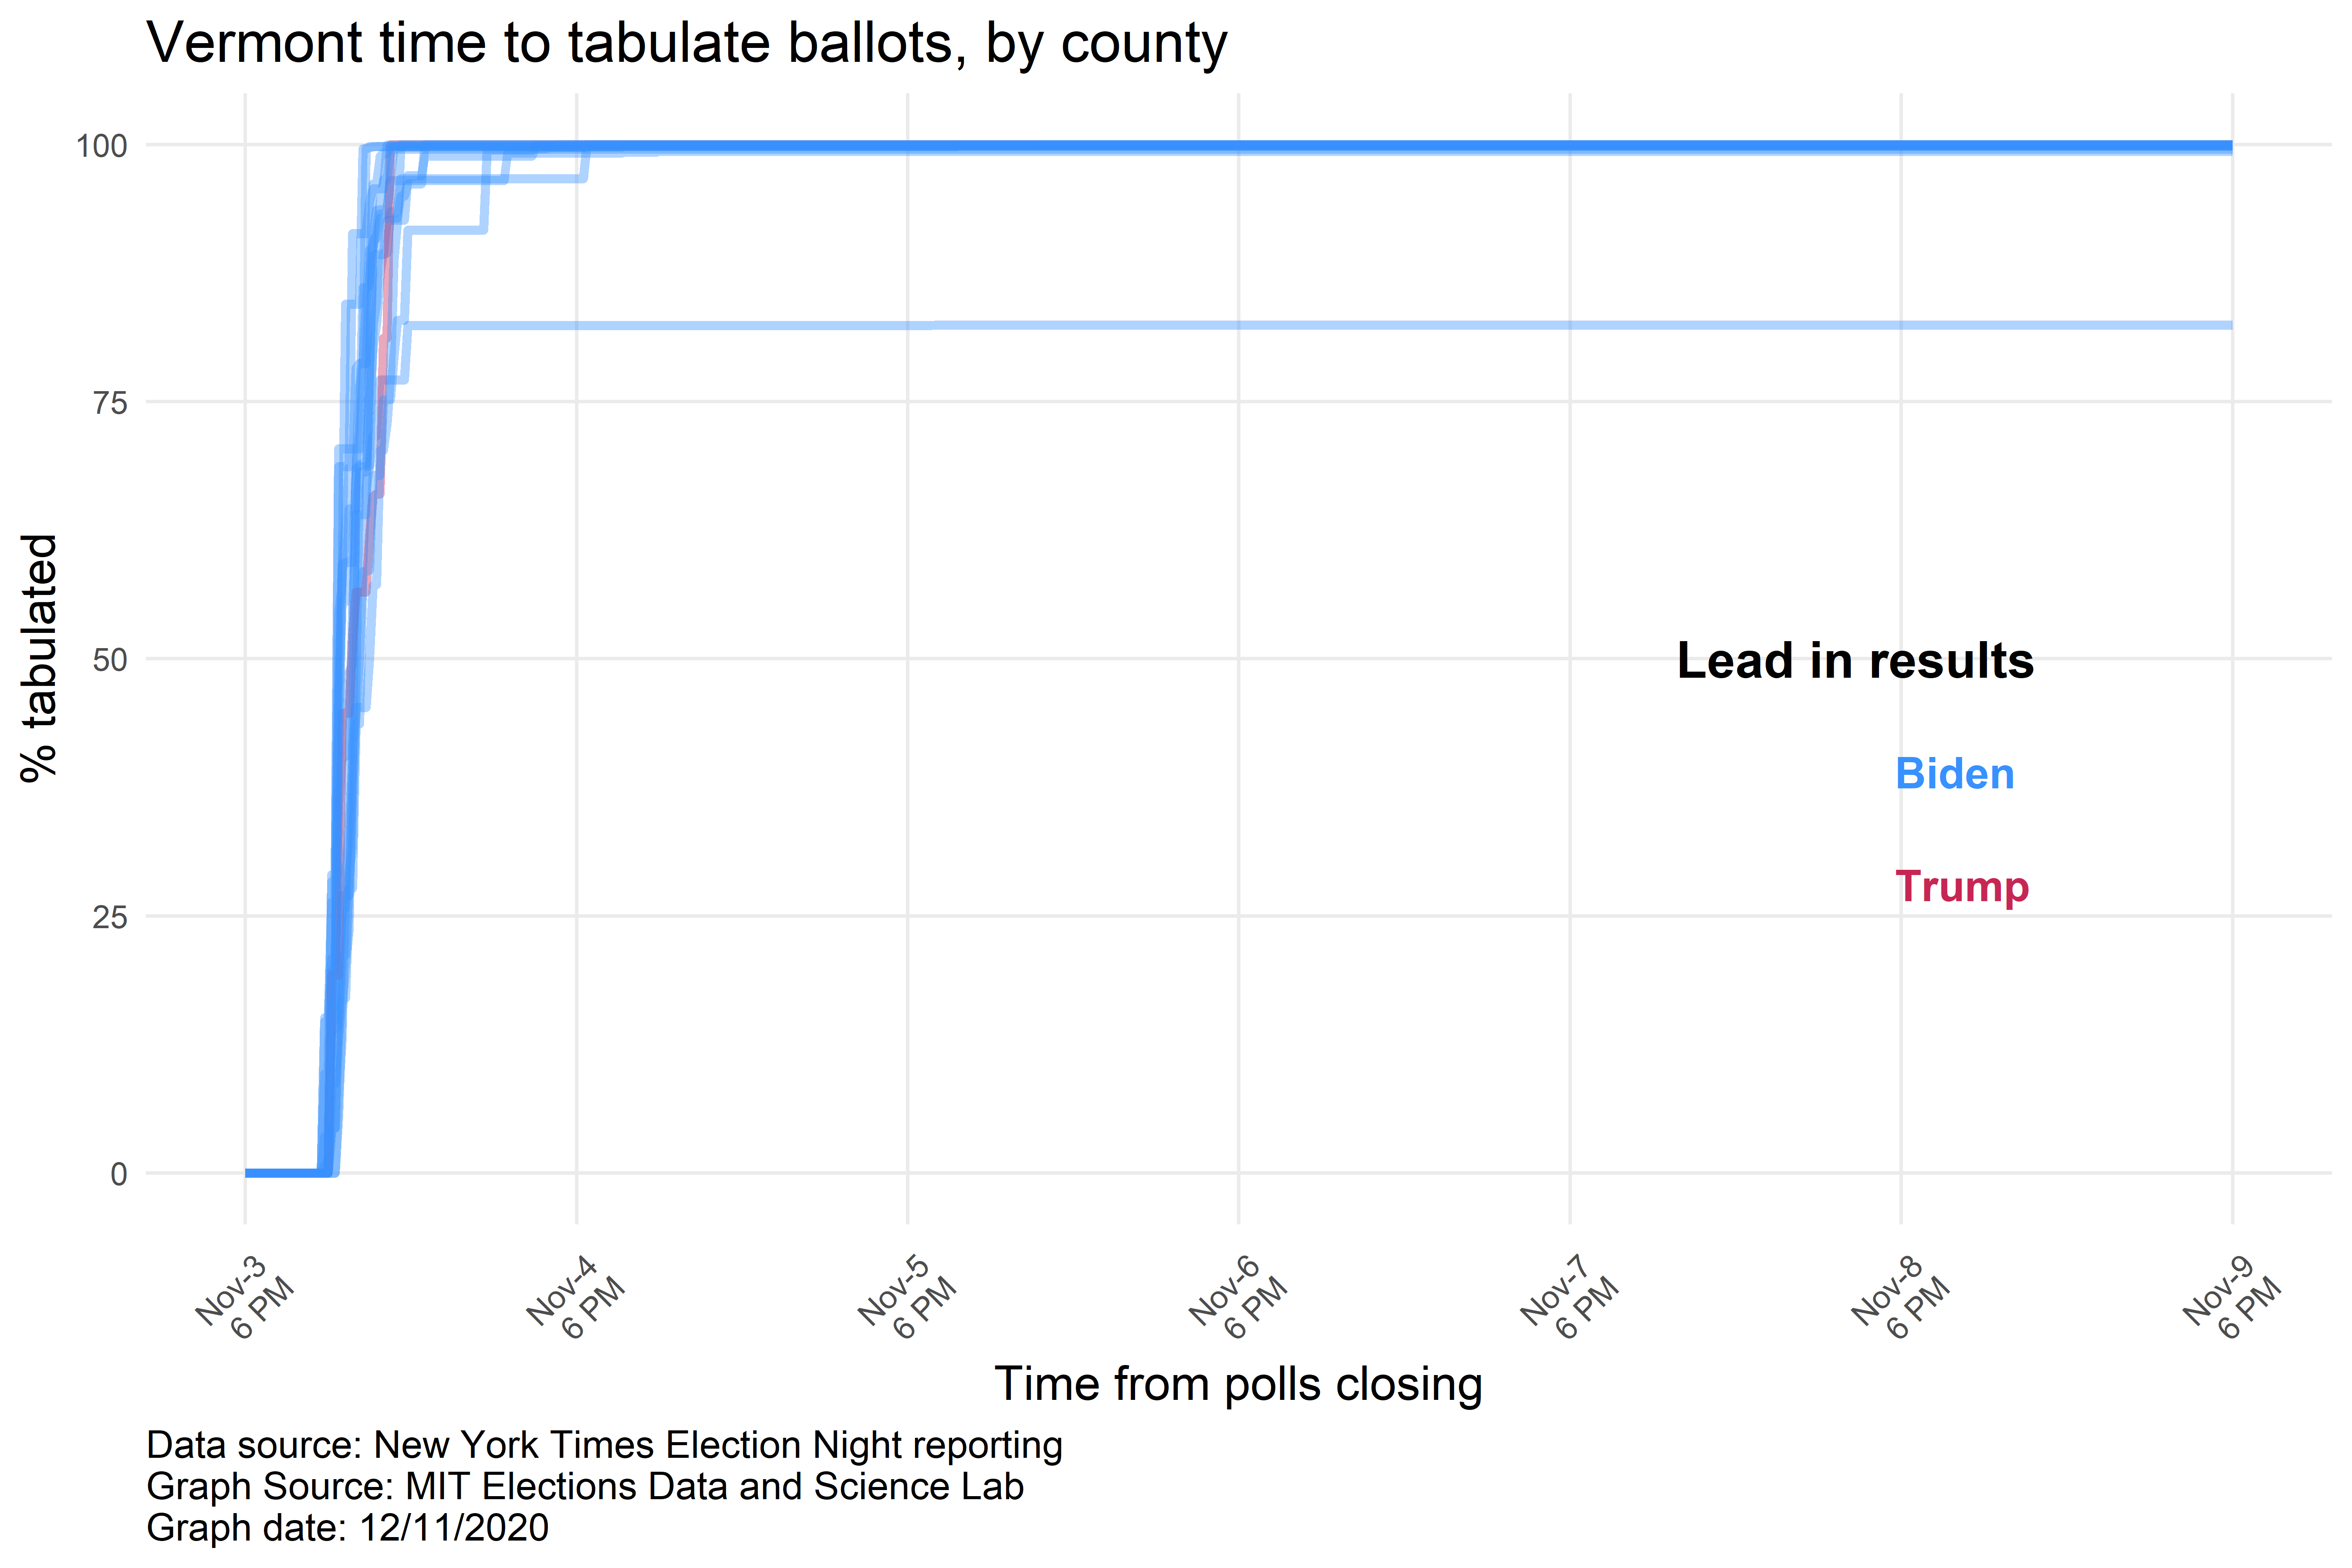 Vermont time to tabulate ballots, by county
100
75
50
25
0
% tabulated
Lead in results
Biden
Trump
Nov-3
6 PM
Nov-4
6 PM
Nov-5
6 PM
Nov-6
6 PM
Nov-7
6 PM
Nov-8
6 PM
Nov-9
6 PM
Time from polls closing
Data source: New York Times Election Night reporting
Graph Source: MIT Elections Data and Science Lab
Graph date: 12/11/2020